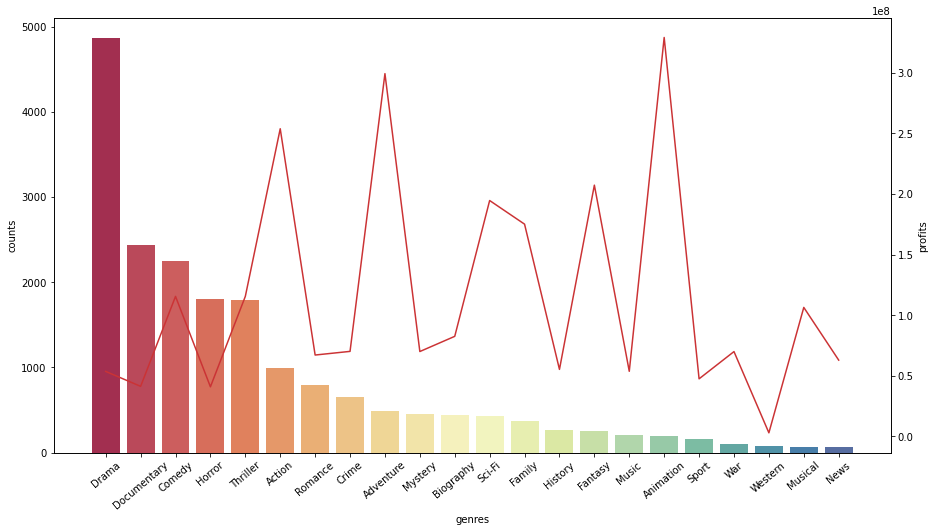 1e8
5000
4000
3000
2000
1000
0
counts
3.0
2.5
2.0
1.5
1.0
0.5
0.0
profits
Drama
Documentary
Comedy
Horror
Thriller
Action
Romance
Crime
Adventure
Mystery
Biography
Sci-Fi
Family
History
Fantasy
Music
Animation
Sport
War
Western
Musical
News
genres